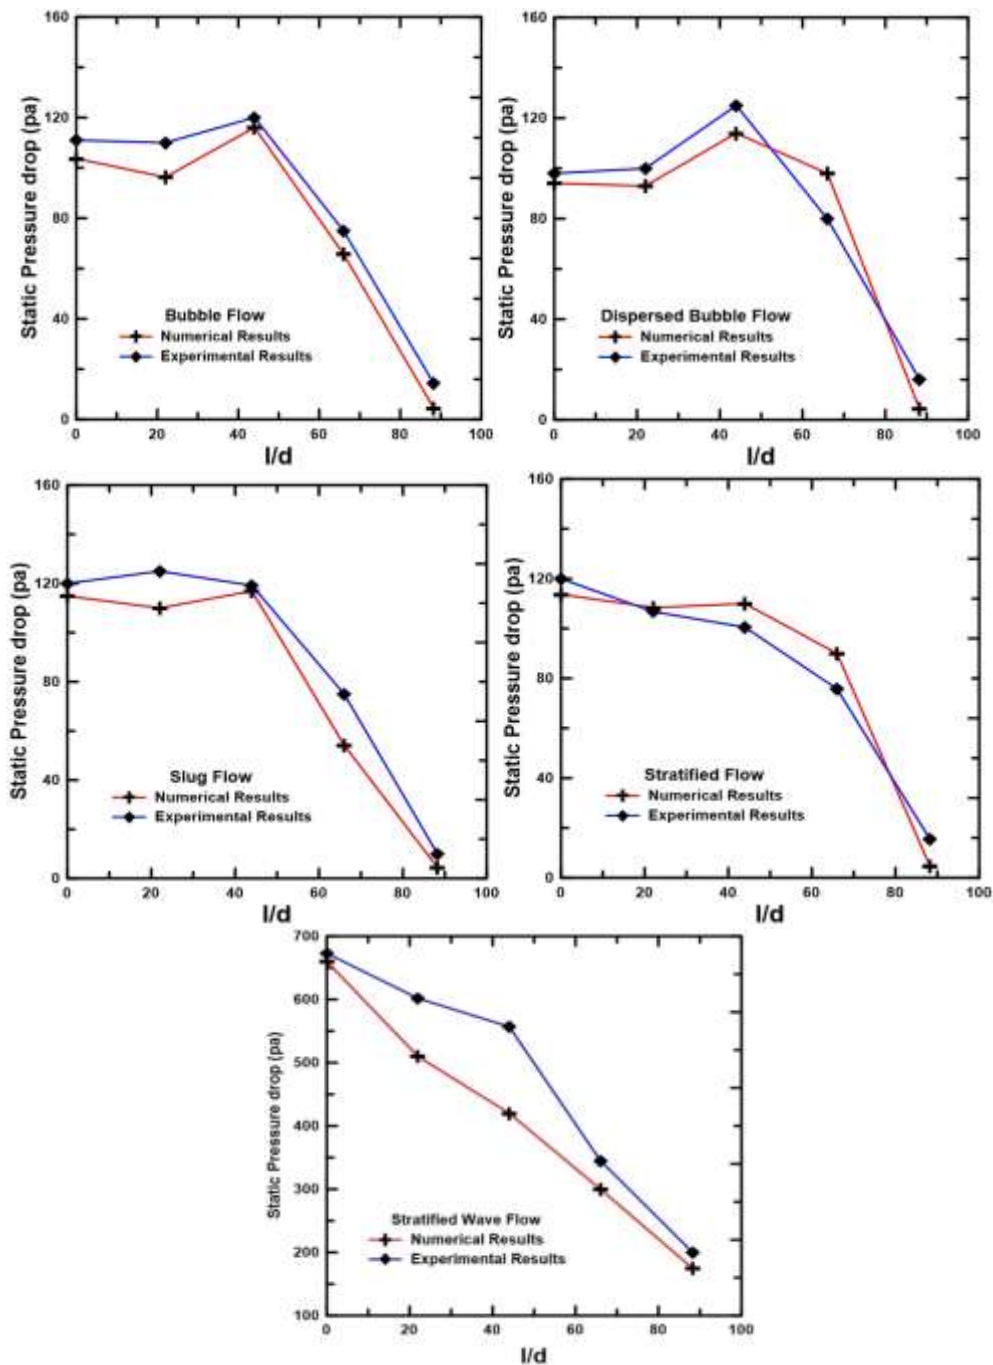 160
120
80
40
0
Static Pressure drop (pa)
Bubble Flow
Numerical Results
Experimental Results
0 20 40 60 80 100
l/d
160
120
80
40
0
Static Pressure drop (pa)
Dispersed Bubble Flow
Numerical Results
Experimental Results
0 20 40 60 80 100
l/d
160
120
80
40
0
Static Pressure drop (pa)
Slug Flow
Numerical Results
Experimental Results
0 20 40 60 80 100
l/d
160
120
80
40
0
Static Pressure drop (pa)
Stratified Flow
Numerical Results
Experimental Results
0 20 40 60 80 100
l/d
700
600
500
400
300
200
100
Static Pressure drop (pa)
Stratified Wave Flow
Numerical Results
Experimental Results
0 20 40 60 80 100
l/d